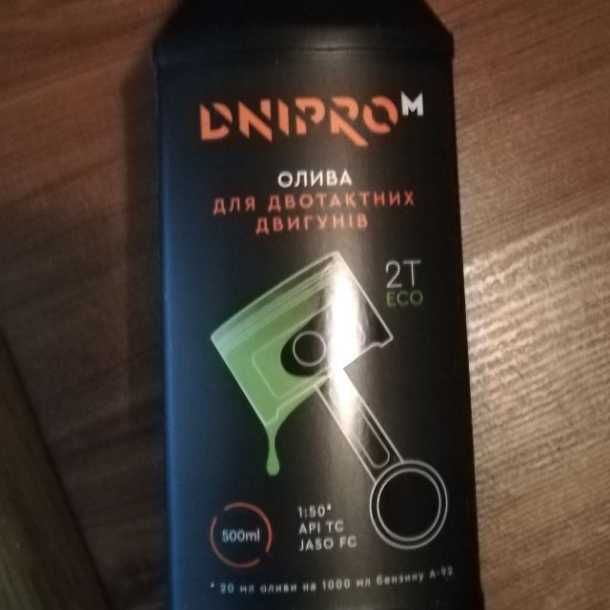 DNIPRO M
ОЛИВА
ДЛЯ ДВОТАКТНИХ
ДВИГУНІВ
2T
ECO
500ml
1:50*
API TC
JASO FC
* 20 мл оливи на 1000 мл бензину А-92